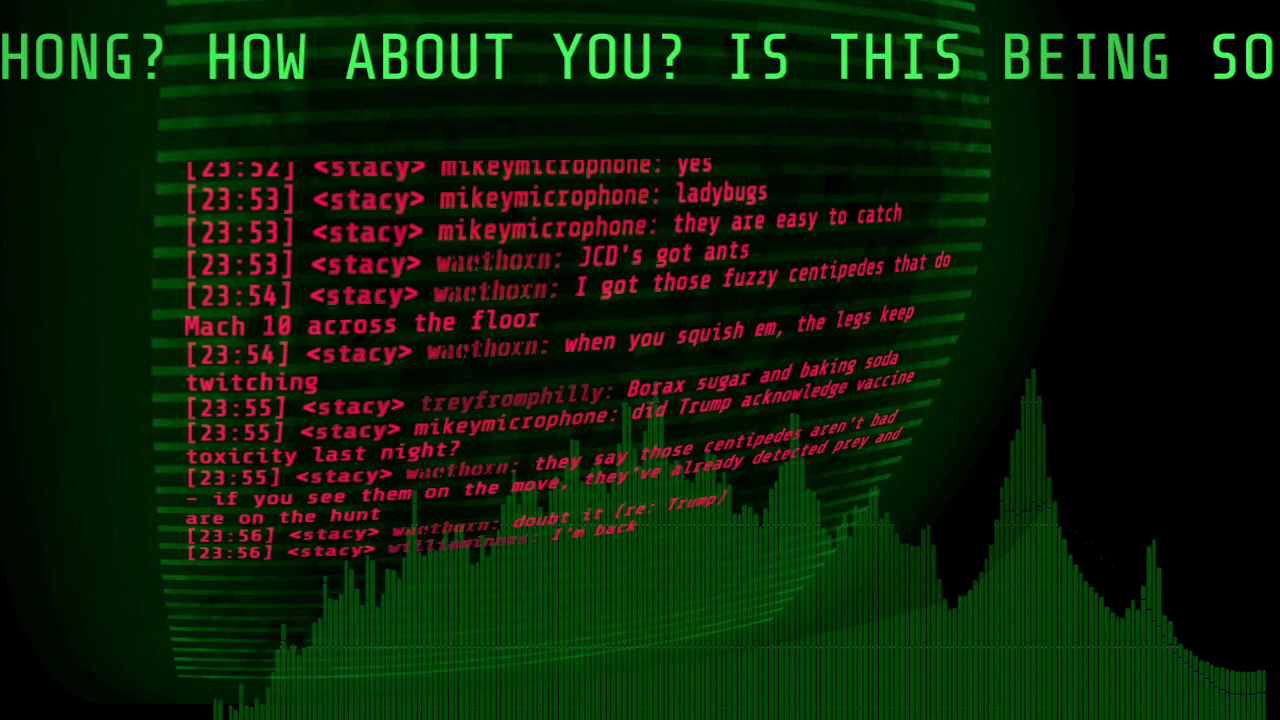 HONG? HOW ABOUT YOU? IS THIS BEING SO
[23:52] <stacy> mikeymicrophone: yes
[23:53] <stacy> mikeymicrophone: ladybugs
[23:53] <stacy> mikeymicrophone: they are easy to catch
[23:53] <stacy> waethorn: JCD's got ants
[23:54] <stacy> waethorn: I got those fuzzy centipedes that do
Mach 10 across the floor
[23:54] <stacy> waethorn: when you squish em, the legs keep
twitching
[23:55] <stacy> treyfromphilly: Borax sugar and baking soda
[23:55] <stacy> mikeymicrophone: did Trump acknowledge vaccine
toxicity last night?
[23:55] <stacy> waethorn: they say those centipedes aren't bad
- if you see them on the move, they've already detected prey and
are on the hunt
[23:56] <stacy> waethorn: doubt it (re: Trump)
[23:56] <stacy> I'm back